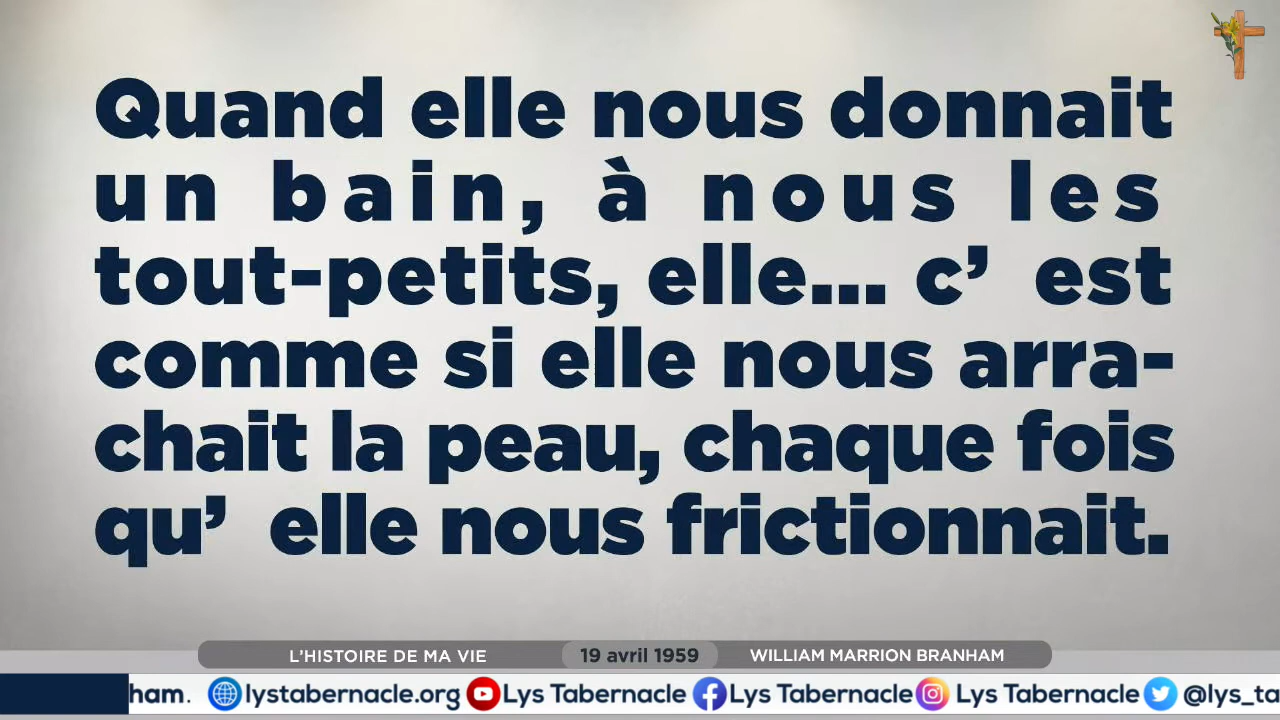 Quand elle nous donnait
un bain, à nous les
tout-petits, elle... c’ est
comme si elle nous arra-
chait la peau, chaque fois
qu’ elle nous frictionnait.
L’HISTOIRE DE MA VIE 19 avril 1959 WILLIAM MARRION BRANHAM
ham. lystabernacle.org Lys Tabernacle Lys Tabernacle Lys Tabernacle @lys_ta